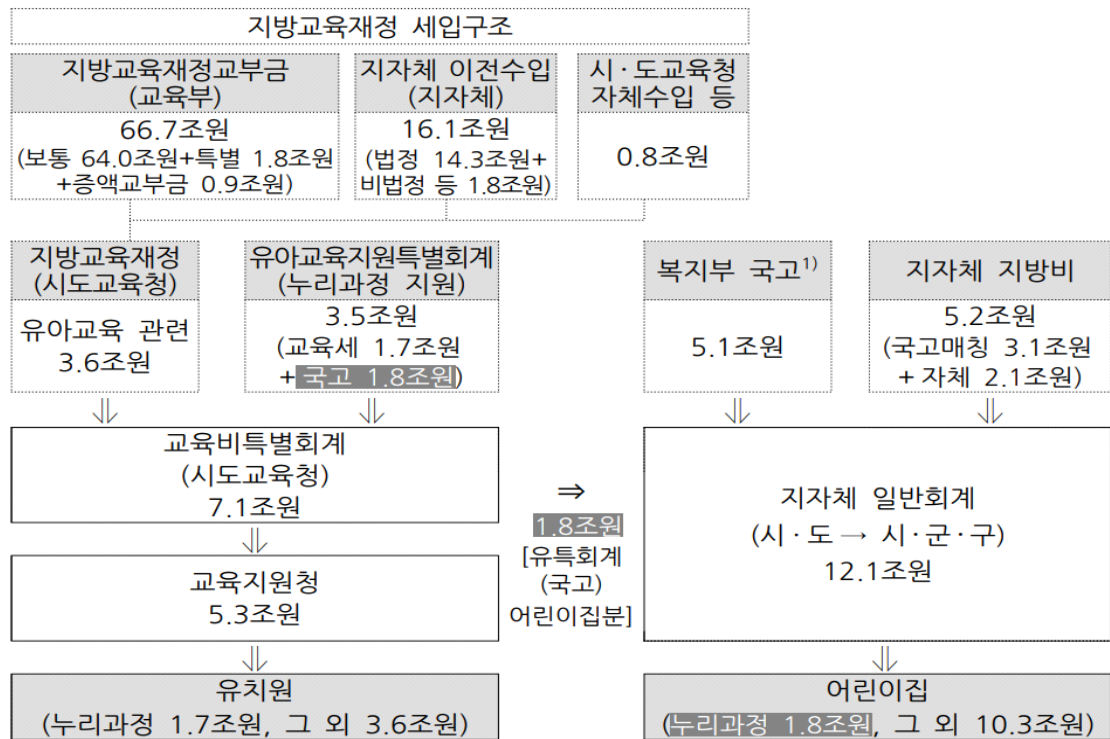 지방교육재정 세입구조
지방교육재정교부금
(교육부)
66.7조원
(보통 64.0조원+특별 1.8조원
+증액교부금 0.9조원)
지자체 이전수입
(지자체)
16.1조원
(법정 14.3조원+
비법정 등 1.8조원)
시·도교육청
자체수입 등
0.8조원
지방교육재정
(시도교육청)
유아교육 관련
3.6조원
유아교육지원특별회계
(누리과정 지원)
3.5조원
(교육세 1.7조원
+ 국고 1.8조원)
복지부 국고1)
5.1조원
지자체 지방비
5.2조원
(국고매칭 3.1조원
+ 자체 2.1조원)
⇓
⇓
⇓
⇓
교육비특별회계
(시도교육청)
7.1조원
⇓
교육지원청
5.3조원
⇒
1.8조원
[유특회계
(국고)
어린이집분]
지자체 일반회계
(시·도 → 시·군·구)
12.1조원
⇓
⇓
유치원
(누리과정 1.7조원, 그 외 3.6조원)
어린이집
(누리과정 1.8조원, 그 외 10.3조원)